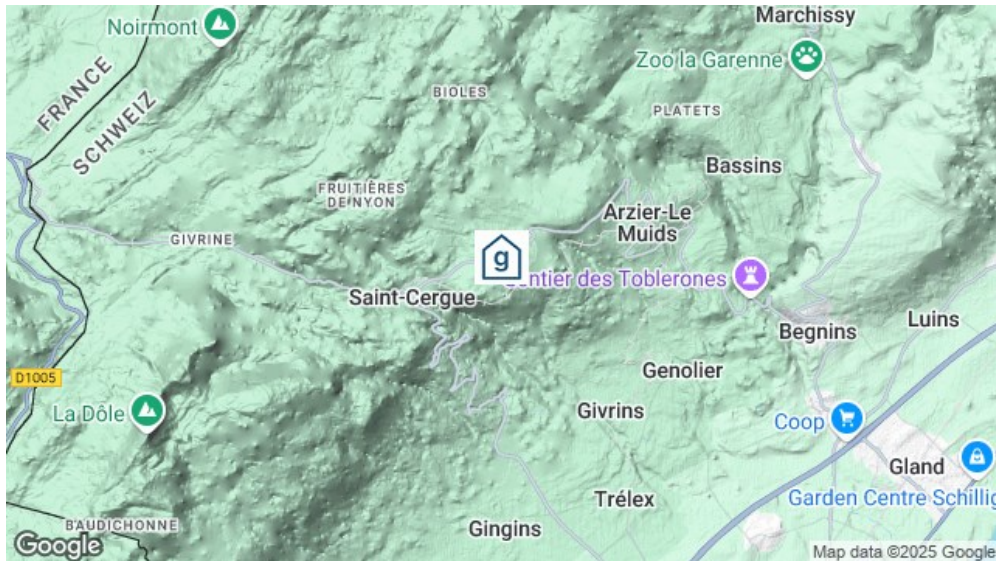 Noirmont
Marchissy
Zoo la Garenne
FRANCE
SCHWEIZ
BIOLES
PLATETS
Bassins
FRUITIÈRES
DE NYON
Arzier-Le
Muids
GIVRINE
g
Sentier des Toblerones
Saint-Cergue
Begnins
Luins
D1005
Genolier
La Dôle
Givrins
Coop
Gland
Trélex
Garden Centre Schillig
BAUDICHONNE
Gingins
Google
Map data ©2025 Google